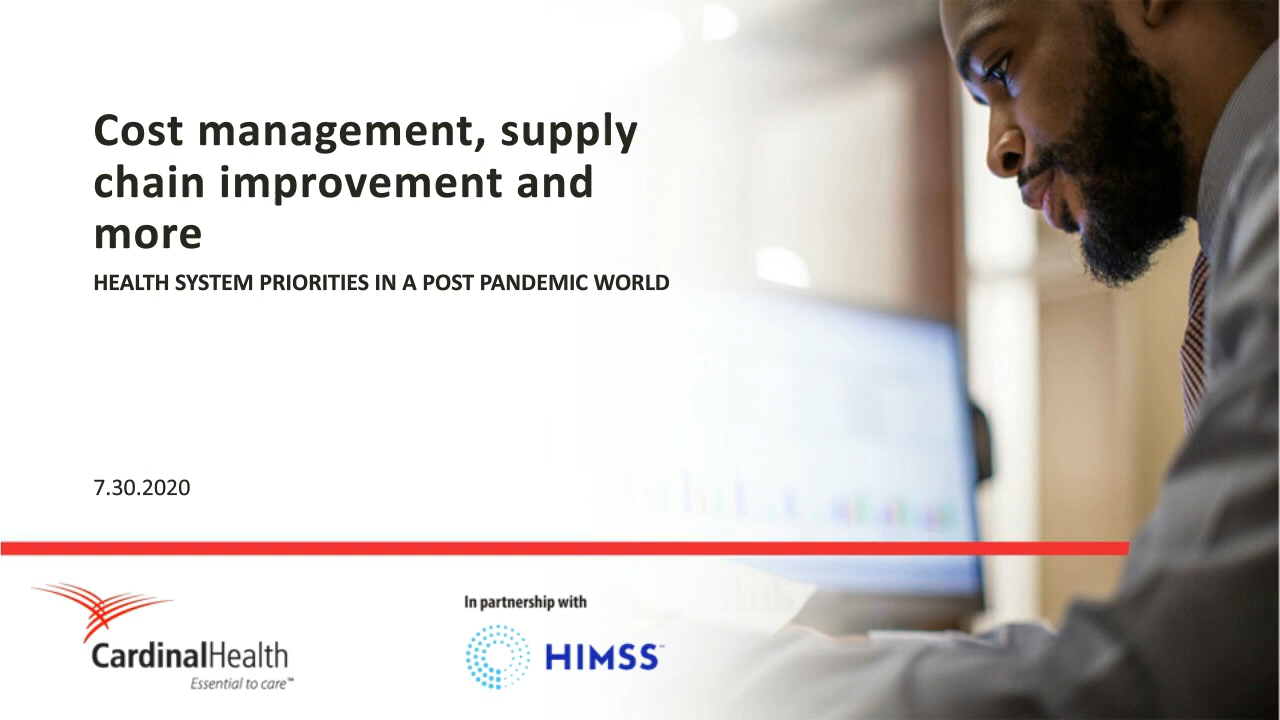 Cost management, supply
chain improvement and
more
HEALTH SYSTEM PRIORITIES IN A POST PANDEMIC WORLD
7.30.2020
CardinalHealth
Essential to care™
In partnership with
HIMSS™